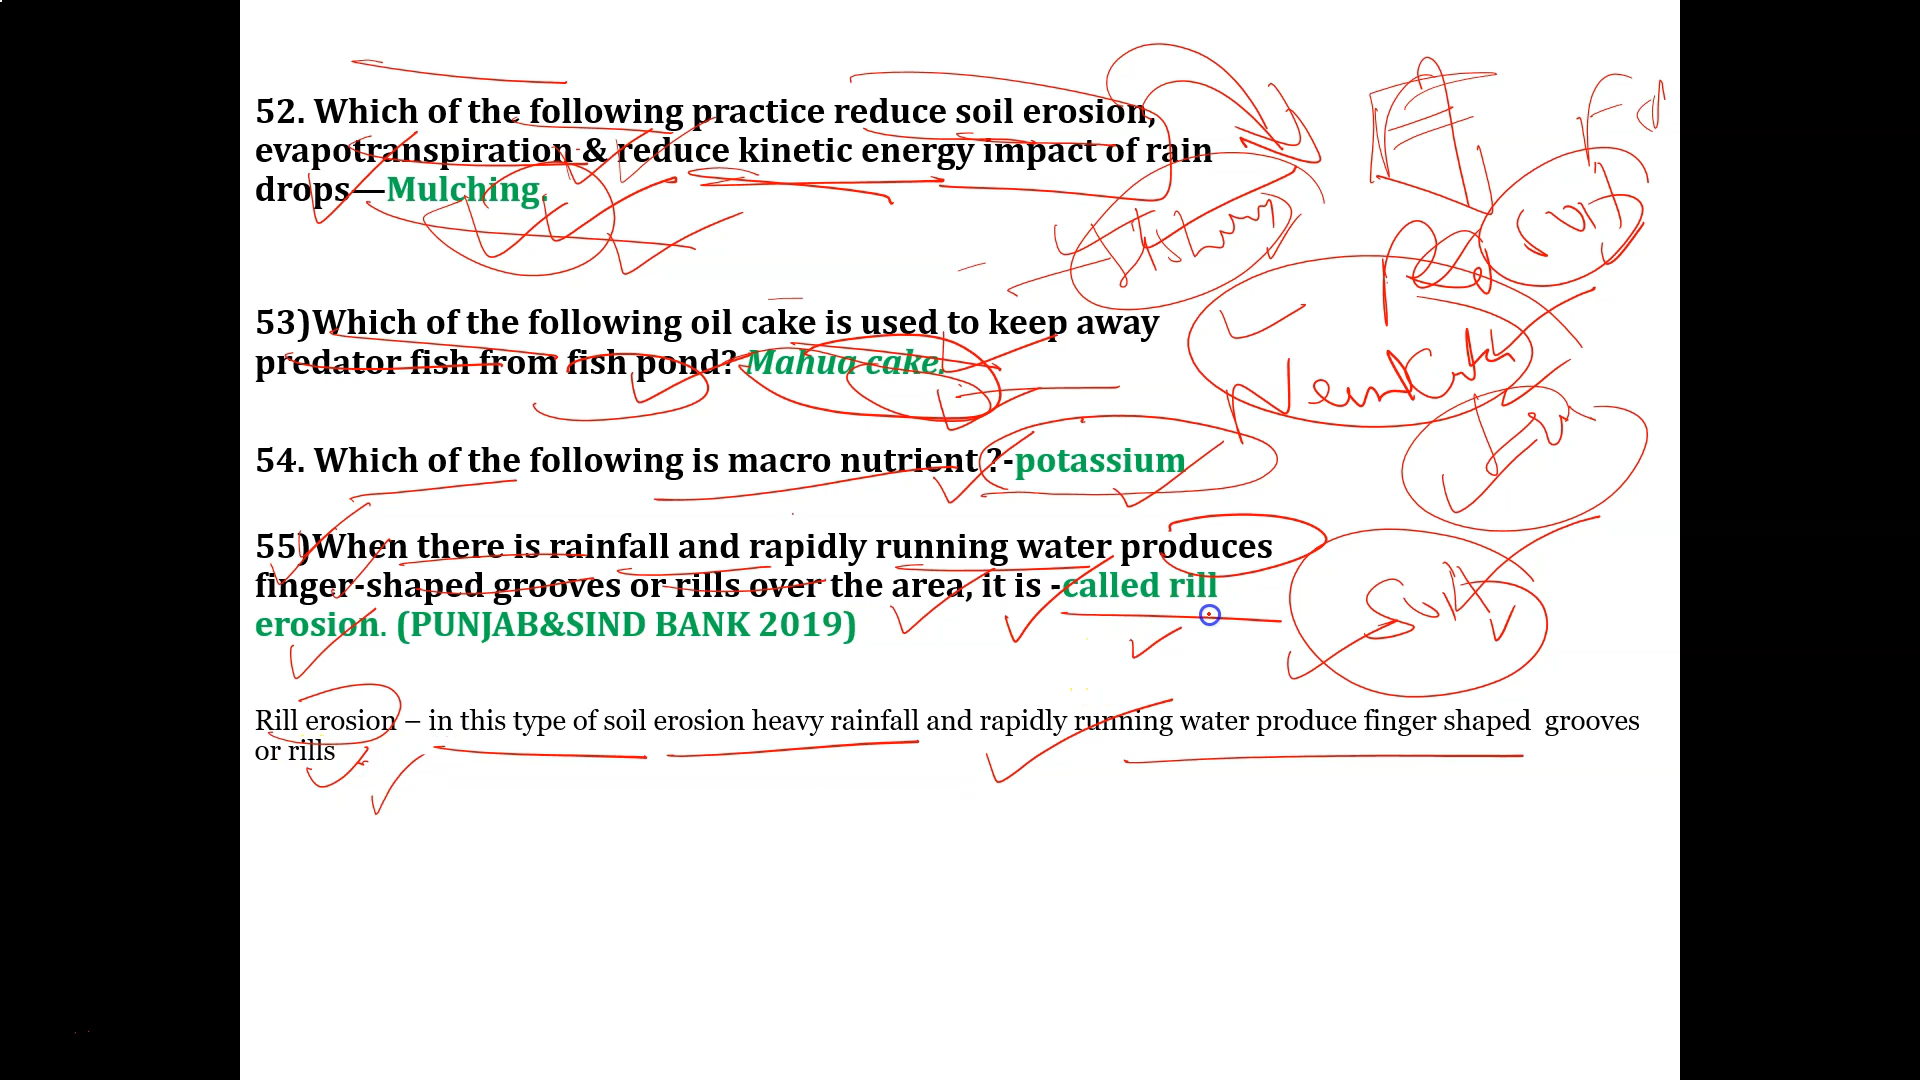 52. Which of the following practice reduce soil erosion,
evapotranspiration & reduce kinetic energy impact of rain
drops—Mulching.
53)Which of the following oil cake is used to keep away
predator fish from fish pond? Mahua cake.
54. Which of the following is macro nutrient ?-potassium
55)When there is rainfall and rapidly running water produces
finger-shaped grooves or rills over the area, it is -called rill
erosion. (PUNJAB&SIND BANK 2019)
Rill erosion – in this type of soil erosion heavy rainfall and rapidly running water produce finger shaped grooves
or rills